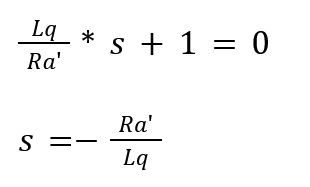 Lq/Ra' * s + 1 = 0
s = − Ra'/Lq